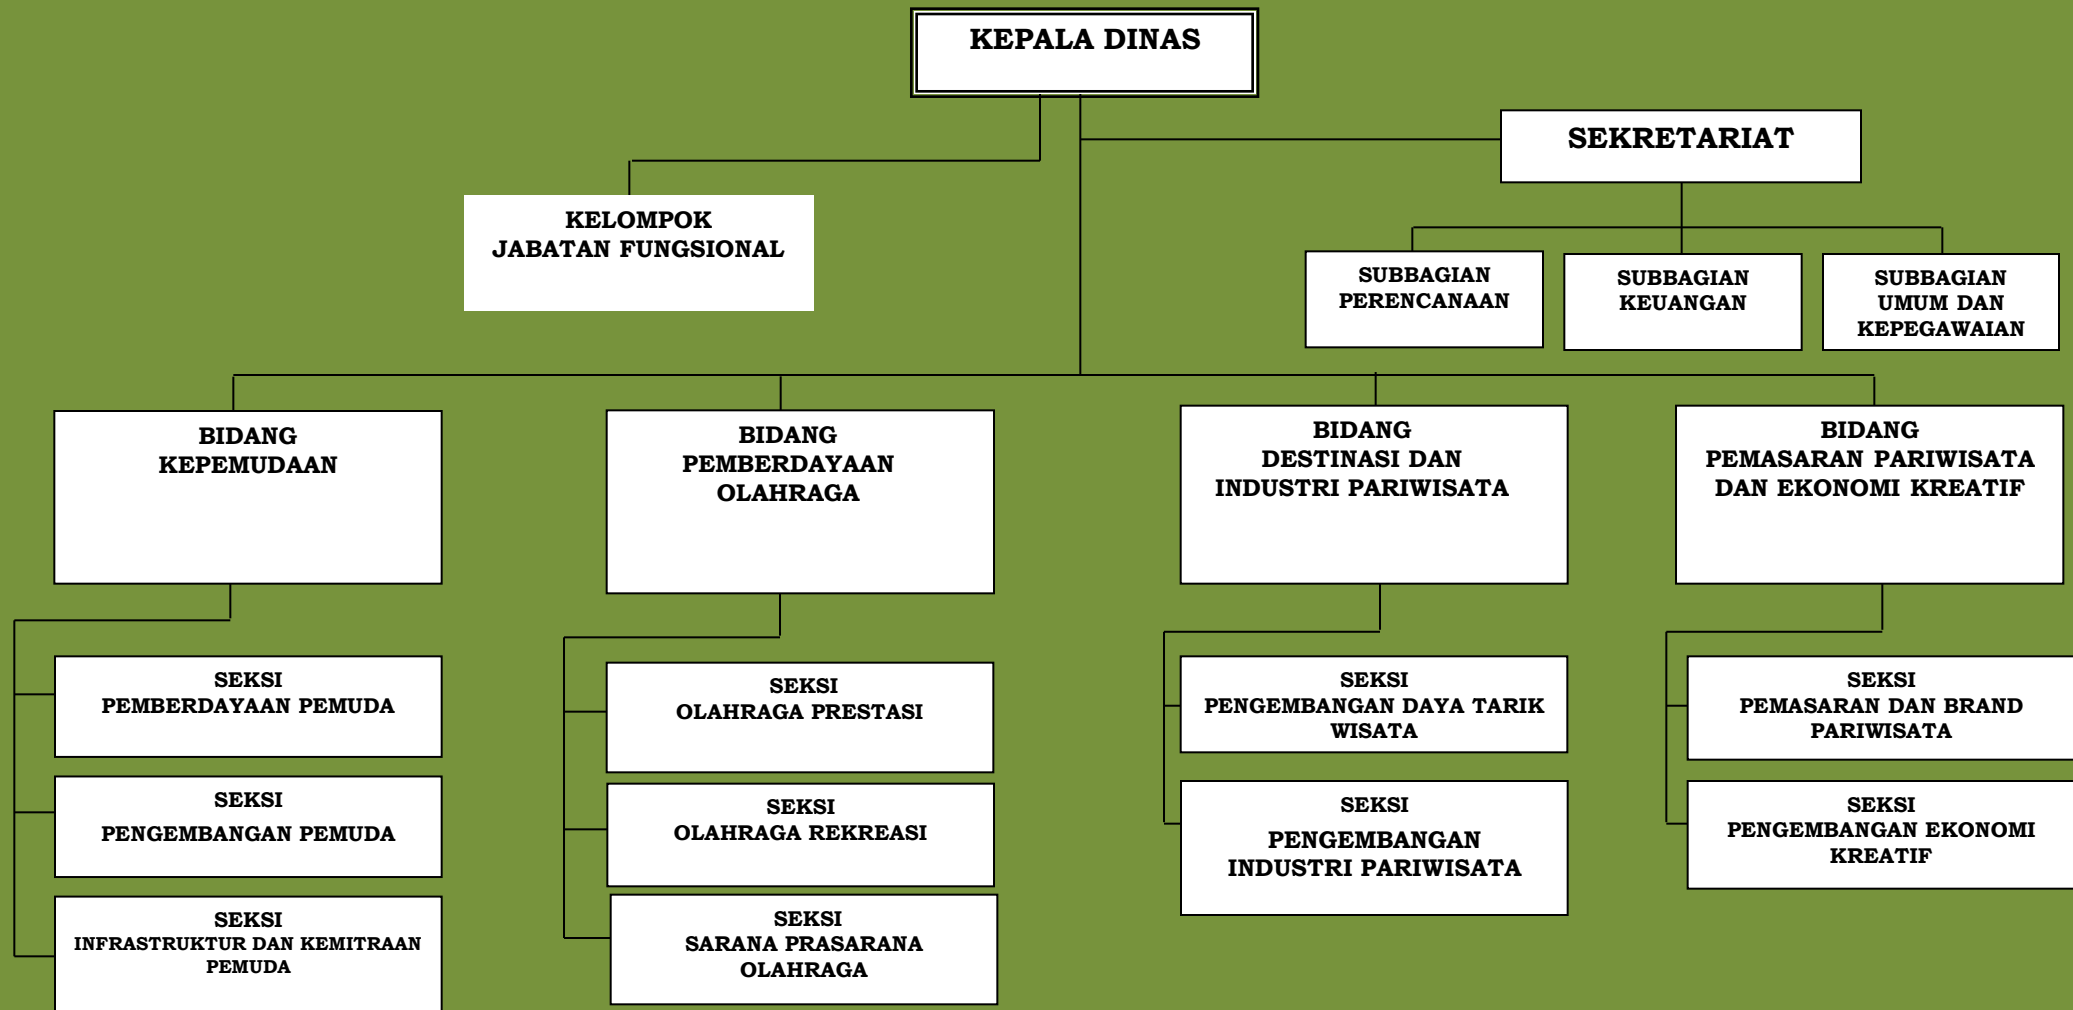 KEPALA DINAS
SEKRETARIAT
KELOMPOK
JABATAN FUNGSIONAL
SUBBAGIAN
PERENCANAAN
SUBBAGIAN
KEUANGAN
SUBBAGIAN
UMUM DAN
KEPEGAWAIAN
BIDANG
KEPEMUDAAN
BIDANG
PEMBERDAYAAN
OLAHRAGA
BIDANG
DESTINASI DAN
INDUSTRI PARIWISATA
BIDANG
PEMASARAN PARIWISATA
DAN EKONOMI KREATIF
SEKSI
PEMBERDAYAAN PEMUDA
SEKSI
PENGEMBANGAN PEMUDA
SEKSI
INFRASTRUKTUR DAN KEMITRAAN
PEMUDA
SEKSI
OLAHRAGA PRESTASI
SEKSI
OLAHRAGA REKREASI
SEKSI
SARANA PRASARANA
OLAHRAGA
SEKSI
PENGEMBANGAN DAYA TARIK
WISATA
SEKSI
PENGEMBANGAN
INDUSTRI PARIWISATA
SEKSI
PEMASARAN DAN BRAND
PARIWISATA
SEKSI
PENGEMBANGAN EKONOMI
KREATIF